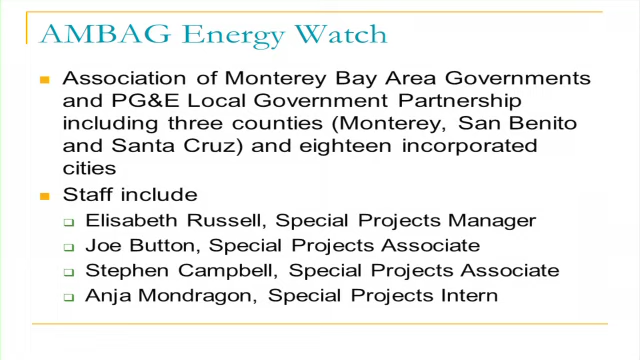 AMBAG Energy Watch
Association of Monterey Bay Area Governments
and PG&E Local Government Partnership
including three counties (Monterey, San Benito
and Santa Cruz) and eighteen incorporated
cities
Staff include
Elisabeth Russell, Special Projects Manager
Joe Button, Special Projects Associate
Stephen Campbell, Special Projects Associate
Anja Mondragon, Special Projects Intern